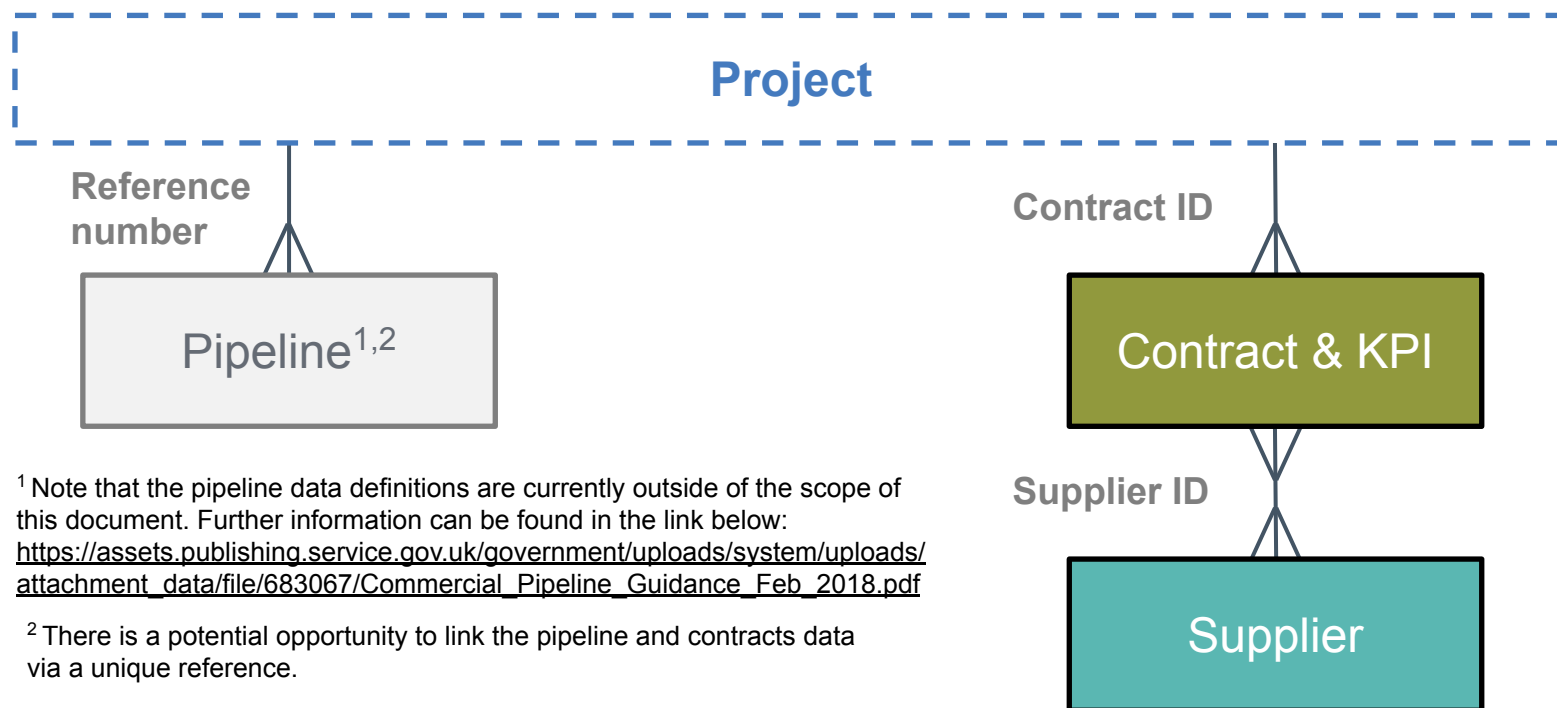 Project
Reference
number
Contract ID
Pipeline1,2
Contract & KPI
1 Note that the pipeline data definitions are currently outside of the scope of
this document. Further information can be found in the link below:
https://assets.publishing.service.gov.uk/government/uploads/system/uploads/
attachment_data/file/683067/Commercial_Pipeline_Guidance_Feb_2018.pdf
2 There is a potential opportunity to link the pipeline and contracts data
via a unique reference.
Supplier ID
Supplier